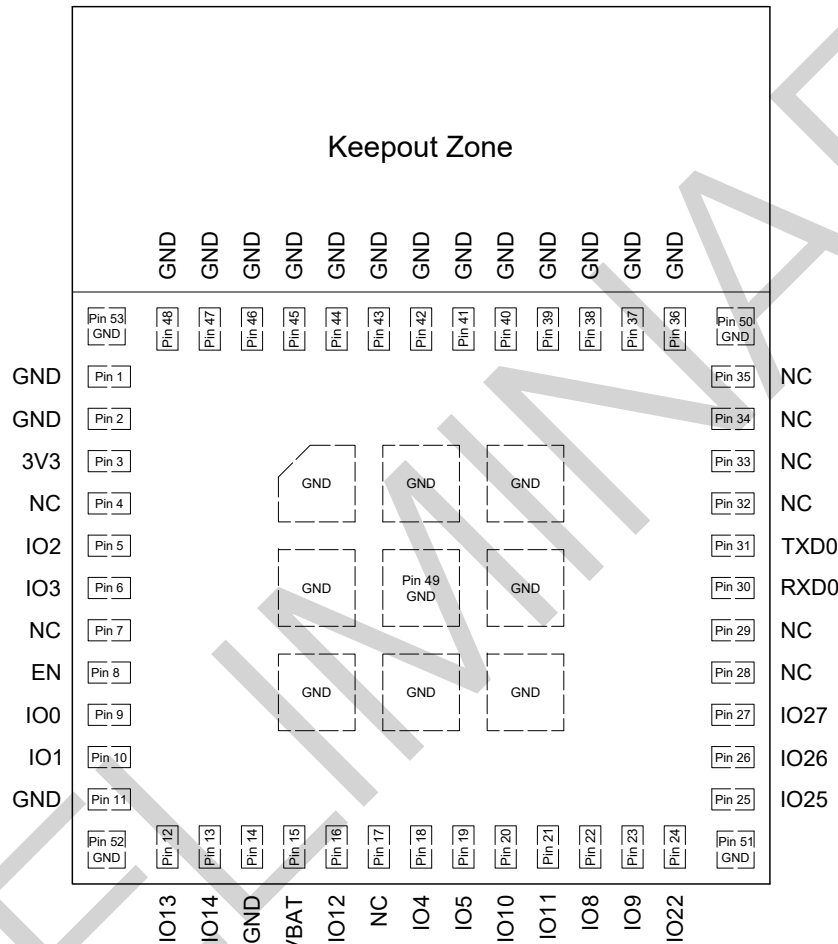 Keepout Zone
GND GND GND GND GND GND GND GND GND GND GND GND GND
Pin 53 GND
Pin 48 Pin 47 Pin 46 Pin 45 Pin 44 Pin 43 Pin 42 Pin 41 Pin 40 Pin 39 Pin 38 Pin 37 Pin 36
Pin 50 GND
GND Pin 1 Pin 35 NC
GND Pin 2 Pin 34 NC
3V3 Pin 3 Pin 33 NC
GND GND GND
NC Pin 4 Pin 32 NC
IO2 Pin 5 Pin 31 TXD0
IO3 Pin 6 Pin 30 RXD0
GND Pin 49 GND GND
NC Pin 7 Pin 29 NC
EN Pin 8 Pin 28 NC
GND GND GND
IO0 Pin 9 Pin 27 IO27
IO1 Pin 10 Pin 26 IO26
GND Pin 11 Pin 25 IO25
Pin 52 GND
Pin 12 Pin 13 Pin 14 Pin 15 Pin 16 Pin 17 Pin 18 Pin 19 Pin 20 Pin 21 Pin 22 Pin 23 Pin 24
Pin 51 GND
IO13 IO14 GND VBAT IO12 NC IO4 IO5 IO10 IO11 IO8 IO9 IO22
ELIMINA